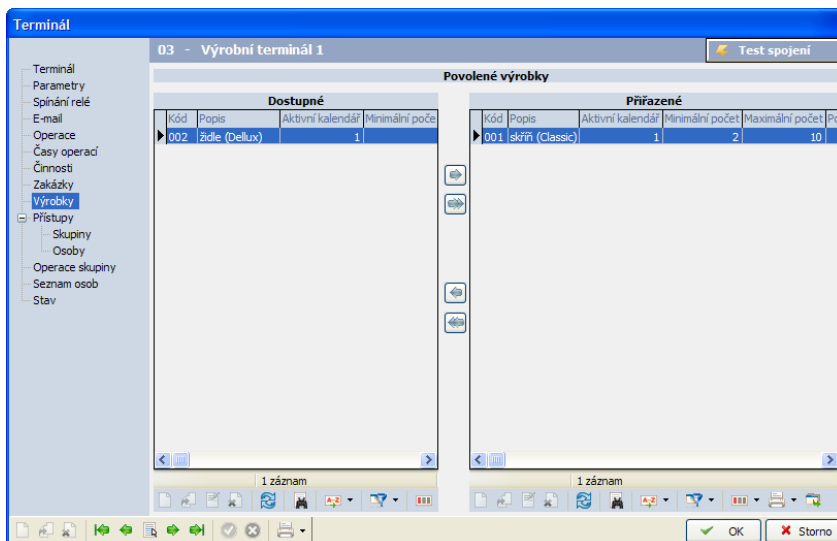 Terminál
03 - Výrobní terminál 1
Test spojení
Terminál
Parametry
Spínání relé
E-mail
Operace
Časy operací
Činnosti
Zakázky
Výrobky
Přístupy
Skupiny
Osoby
Operace skupiny
Seznam osob
Stav
Povolené výrobky
Dostupné
Kód Popis Aktivní kalendář Minimální poče
002 židle (Dellux) 1
1 záznam
Přiřazené
Kód Popis Aktivní kalendář Minimální počet Maximální počet Po
001 skříň (Classic) 1 2 10
1 záznam
OK
Storno